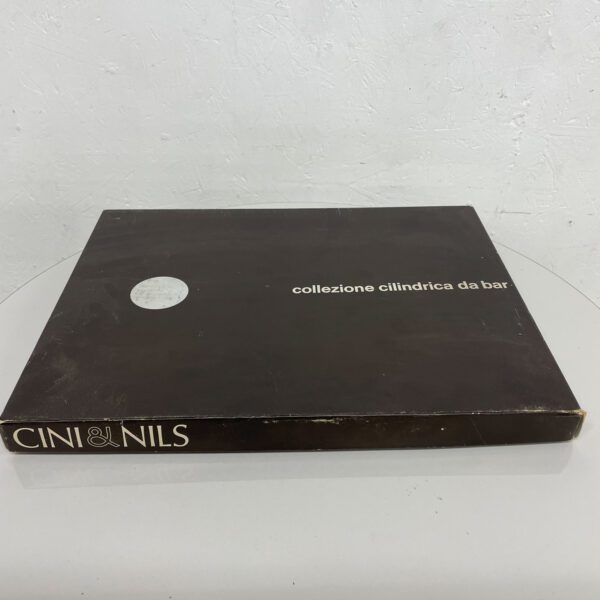 collezione cilindrica da bar
CINI & NILS